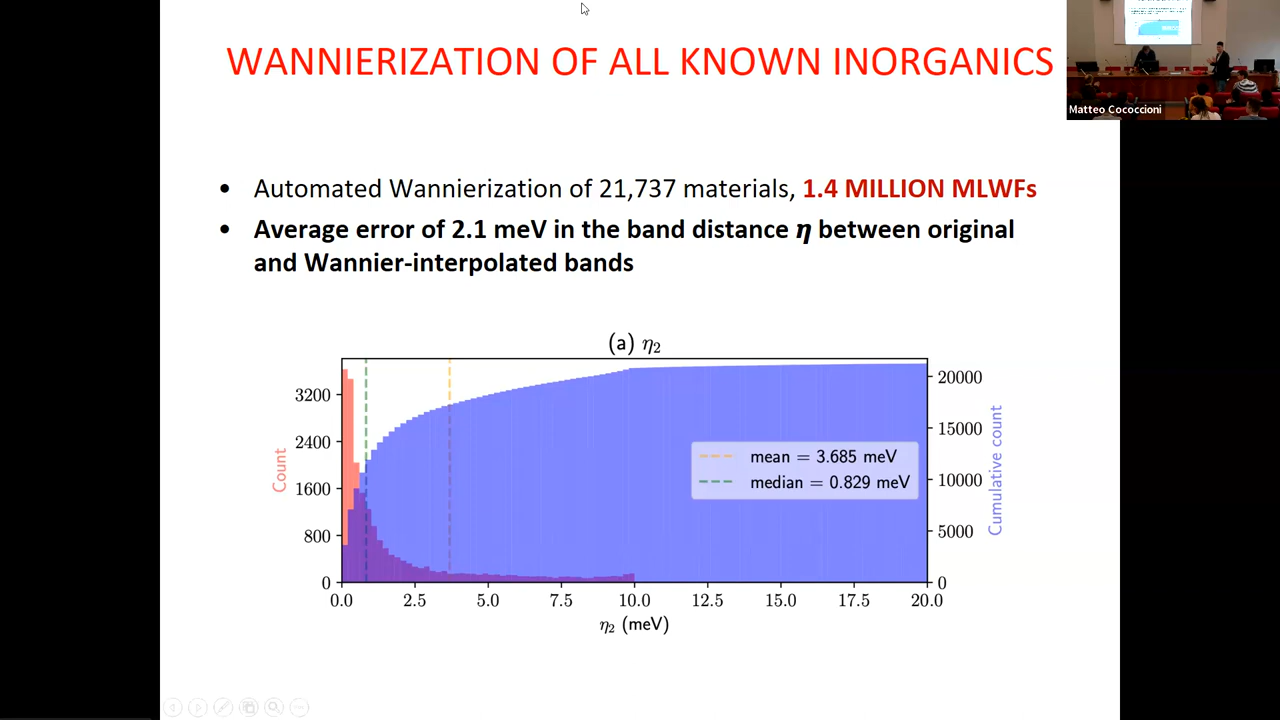 WANNIERIZATION OF ALL KNOWN INORGANICS
Matteo Cococcioni
• Automated Wannierization of 21,737 materials, 1.4 MILLION MLWFs
• Average error of 2.1 meV in the band distance η between original
and Wannier-interpolated bands
(a) η₂
Count
3200
2400
1600
800
0
mean = 3.685 meV
median = 0.829 meV
20000
15000
10000
5000
0
Cumulative count
0.0 2.5 5.0 7.5 10.0 12.5 15.0 17.5 20.0
η₂ (meV)